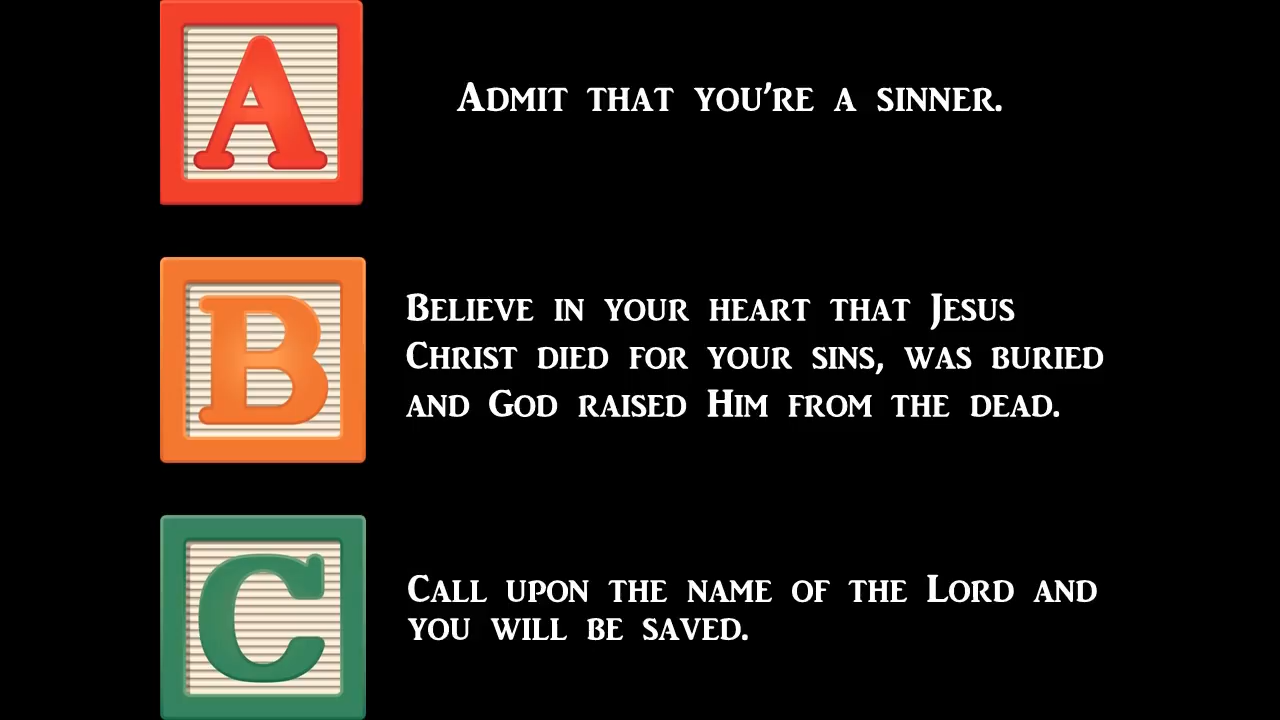 A
Admit that you're a sinner.
B
Believe in your heart that Jesus
Christ died for your sins, was buried
and God raised Him from the dead.
C
Call upon the name of the Lord and
you will be saved.